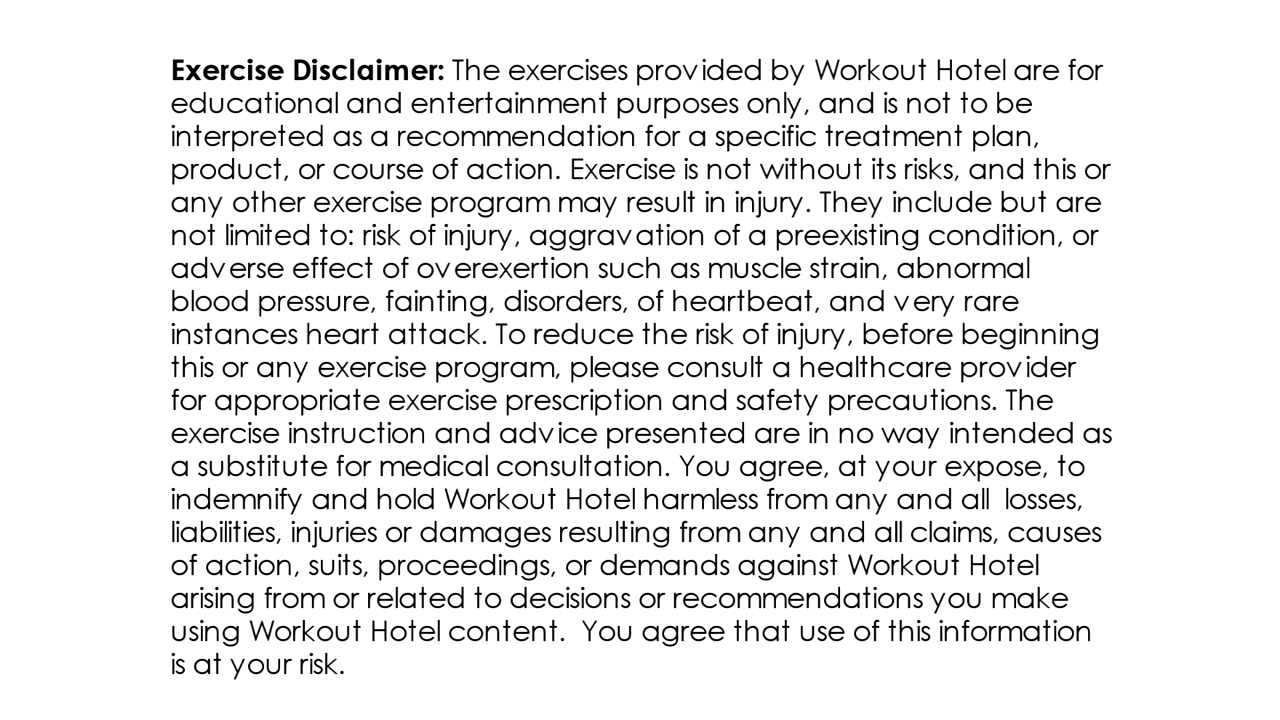 Exercise Disclaimer: The exercises provided by Workout Hotel are for
educational and entertainment purposes only, and is not to be
interpreted as a recommendation for a specific treatment plan,
product, or course of action. Exercise is not without its risks, and this or
any other exercise program may result in injury. They include but are
not limited to: risk of injury, aggravation of a preexisting condition, or
adverse effect of overexertion such as muscle strain, abnormal
blood pressure, fainting, disorders, of heartbeat, and very rare
instances heart attack. To reduce the risk of injury, before beginning
this or any exercise program, please consult a healthcare provider
for appropriate exercise prescription and safety precautions. The
exercise instruction and advice presented are in no way intended as
a substitute for medical consultation. You agree, at your expose, to
indemnify and hold Workout Hotel harmless from any and all  losses,
liabilities, injuries or damages resulting from any and all claims, causes
of action, suits, proceedings, or demands against Workout Hotel
arising from or related to decisions or recommendations you make
using Workout Hotel content.  You agree that use of this information
is at your risk.